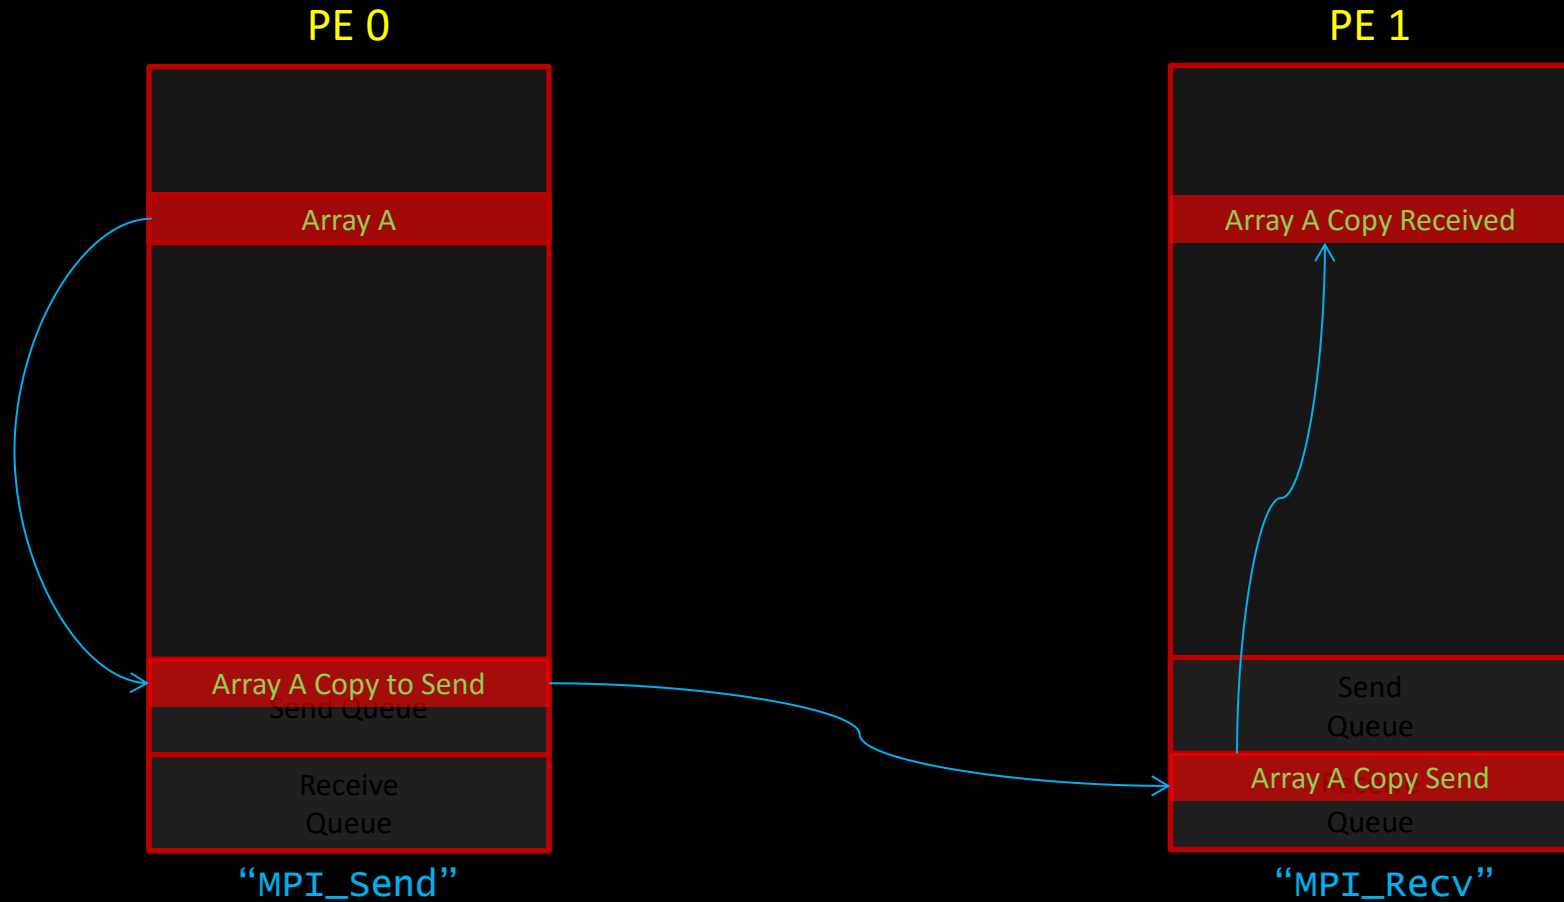 PE 0
PE 1
Array A
Array A Copy Received
Array A Copy to Send
Send Queue
Send
Queue
Receive
Queue
Array A Copy Send
Queue
“MPI_Send”
“MPI_Recv”